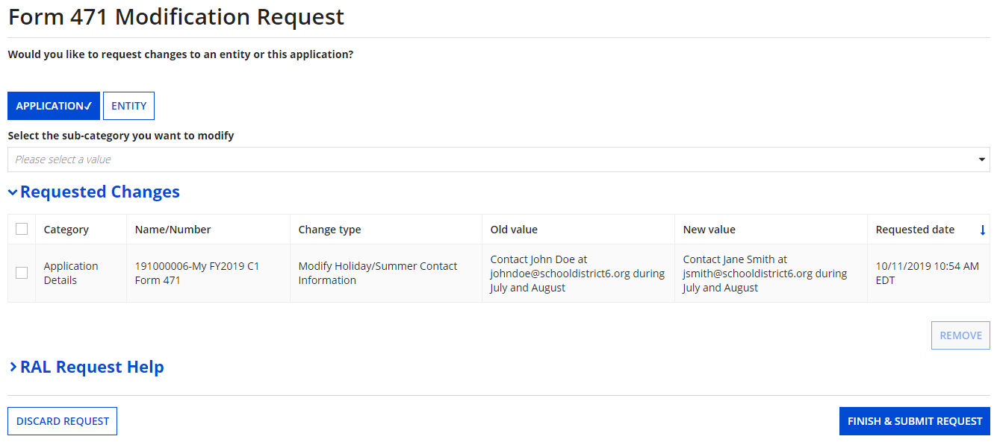 Form 471 Modification Request
Would you like to request changes to an entity or this application?
APPLICATION✓ ENTITY
Select the sub-category you want to modify
Please select a value
Requested Changes
Category Name/Number Change type Old value New value Requested date
Application
Details
191000006-My FY2019 C1
Form 471
Modify Holiday/Summer Contact
Information
Contact John Doe at
johndoe@schooldistrict6.org during
July and August
Contact Jane Smith at
jsmith@schooldistrict6.org during
July and August
10/11/2019 10:54 AM
EDT
REMOVE
RAL Request Help
DISCARD REQUEST FINISH & SUBMIT REQUEST